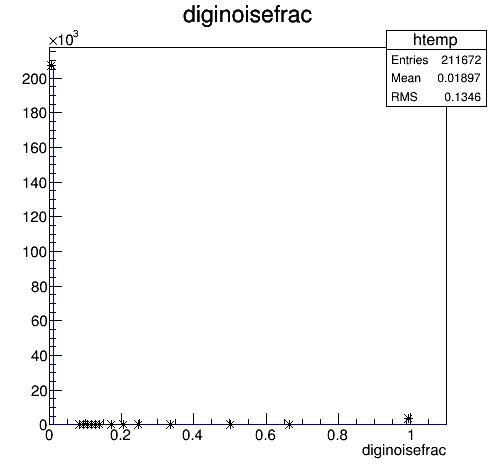 diginoisefrac
×10³
htemp
Entries 211672
Mean 0.01897
RMS 0.1346
200
180
160
140
120
100
80
60
40
20
0
0 0.2 0.4 0.6 0.8 1
diginoisefrac